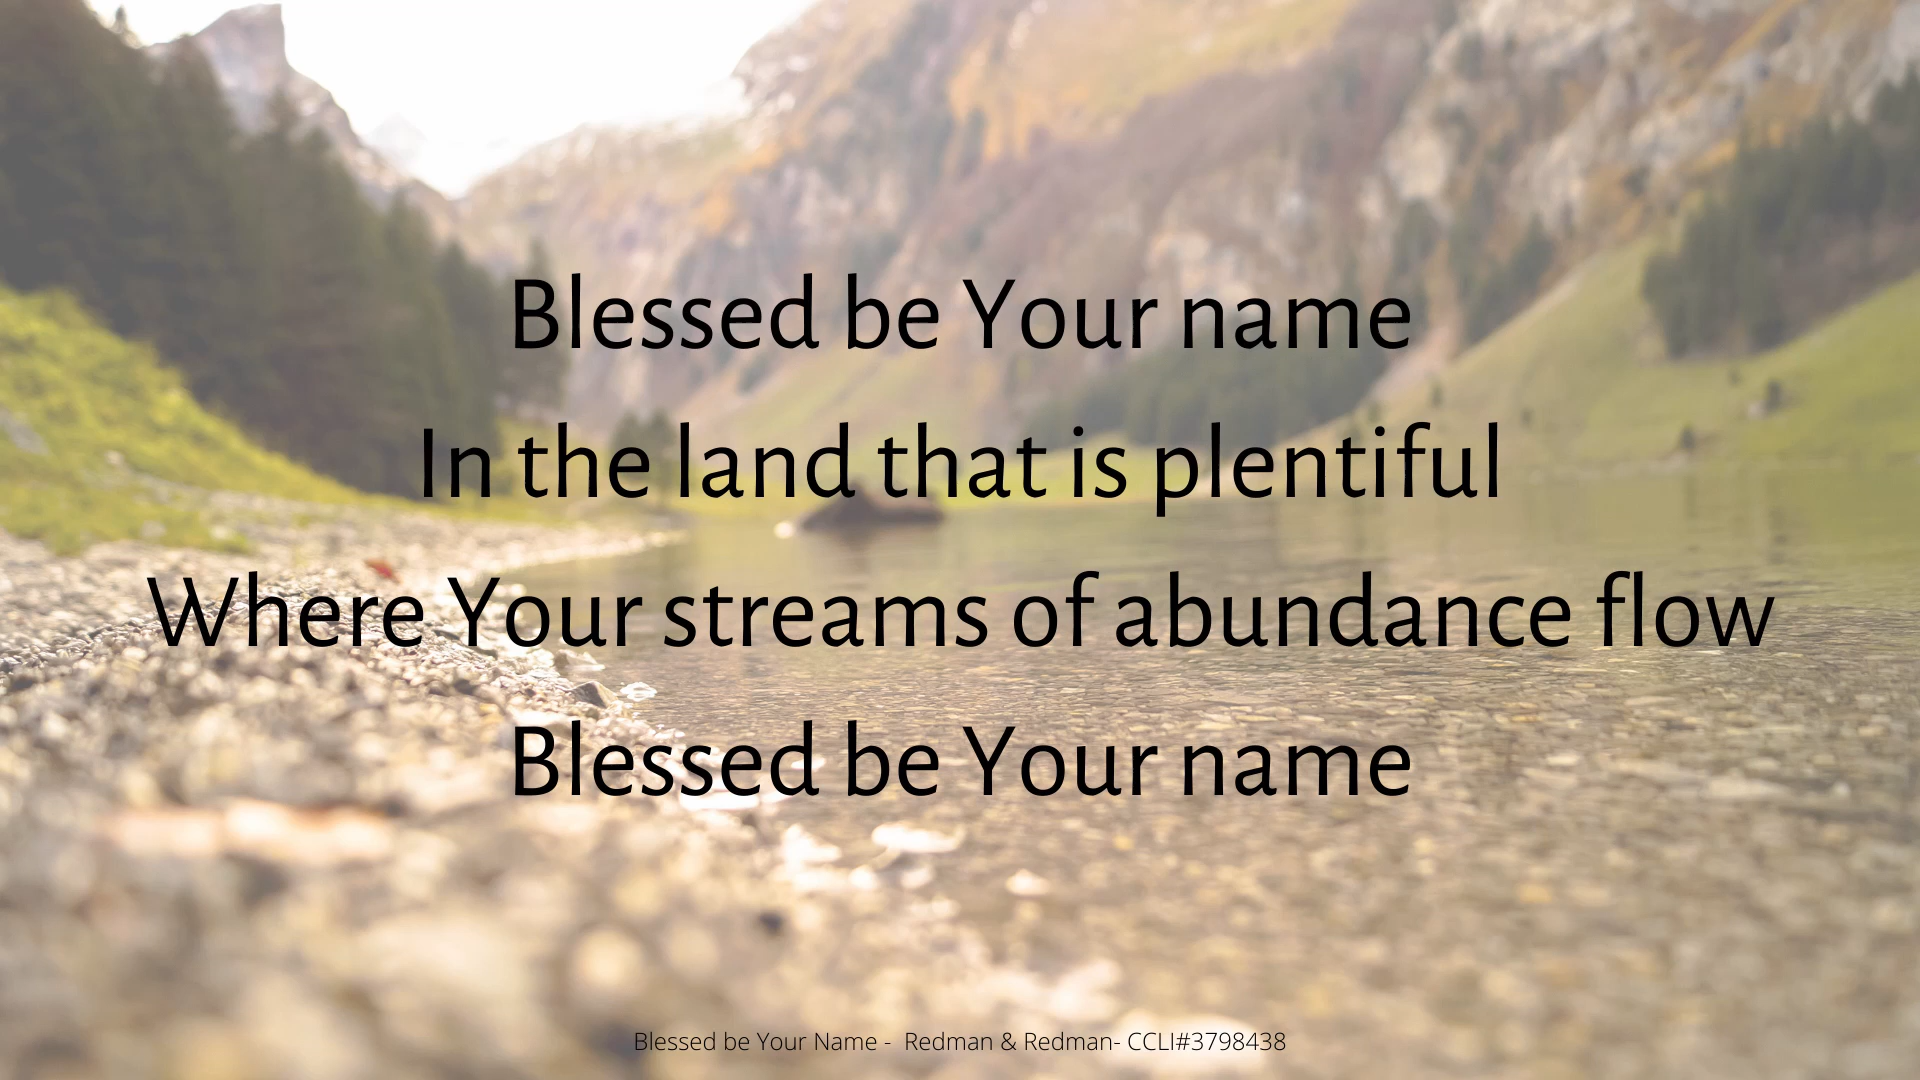 Blessed be Your name
In the land that is plentiful
Where Your streams of abundance flow
Blessed be Your name
Blessed be Your Name -  Redman & Redman- CCLI#3798438